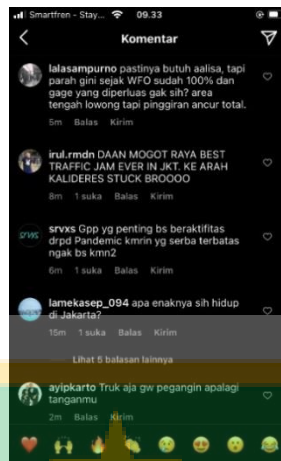 Smartfren - Stay...
09.33
Komentar
lalasampurno pastinya butuh aalisa, tapi
parah gini sejak WFO sudah 100% dan
gage yang diperluas gak sih? area
tengah lowong tapi pinggiran ancur total.
5m Balas Kirim
irul.rmdn DAAN MOGOT RAYA BEST
TRAFFIC JAM EVER IN JKT. KE ARAH
KALIDERES STUCK BROOOO
8m 1 suka Balas Kirim
srvs
srvxs Gpp yg penting bs beraktifitas
drpd Pandemic kmrin yg serba terbatas
ngak bs kmn2
6m 1 suka Balas Kirim
lamekasep_094 apa enaknya sih hidup
di Jakarta?
15m 1 suka Balas Kirim
Lihat 5 balasan lainnya
ayipkarto Truk aja gw pegangin apalagi
tanganmu
2m Balas Kirim